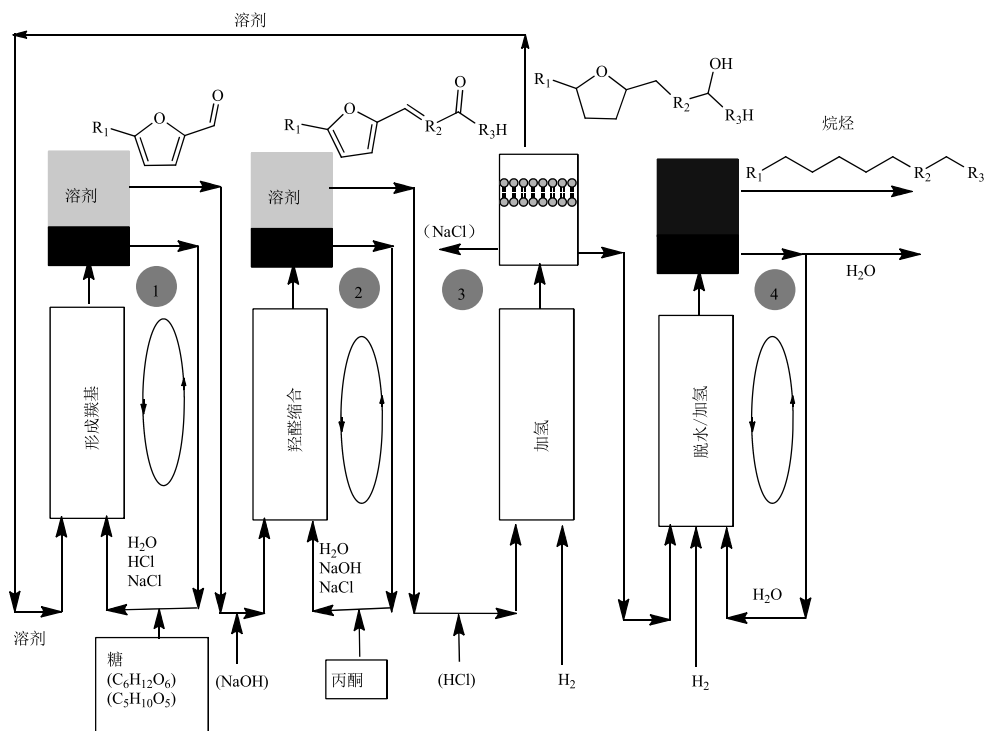 溶剂
OH
O
R₁
R₂
R₃H
O
O
R₁
O
R₁
O
R₂
R₃H
烷烃
R₁
R₂
R₃
溶剂
溶剂
(NaCl)
H₂O
1
2
3
4
形成羰基
羟醛缩合
加氢
脱水/加氢
H₂O
HCl
NaCl
H₂O
NaOH
NaCl
H₂O
溶剂
糖
(C₆H₁₂O₆)
(C₅H₁₀O₅)
(NaOH)
丙酮
(HCl)
H₂
H₂